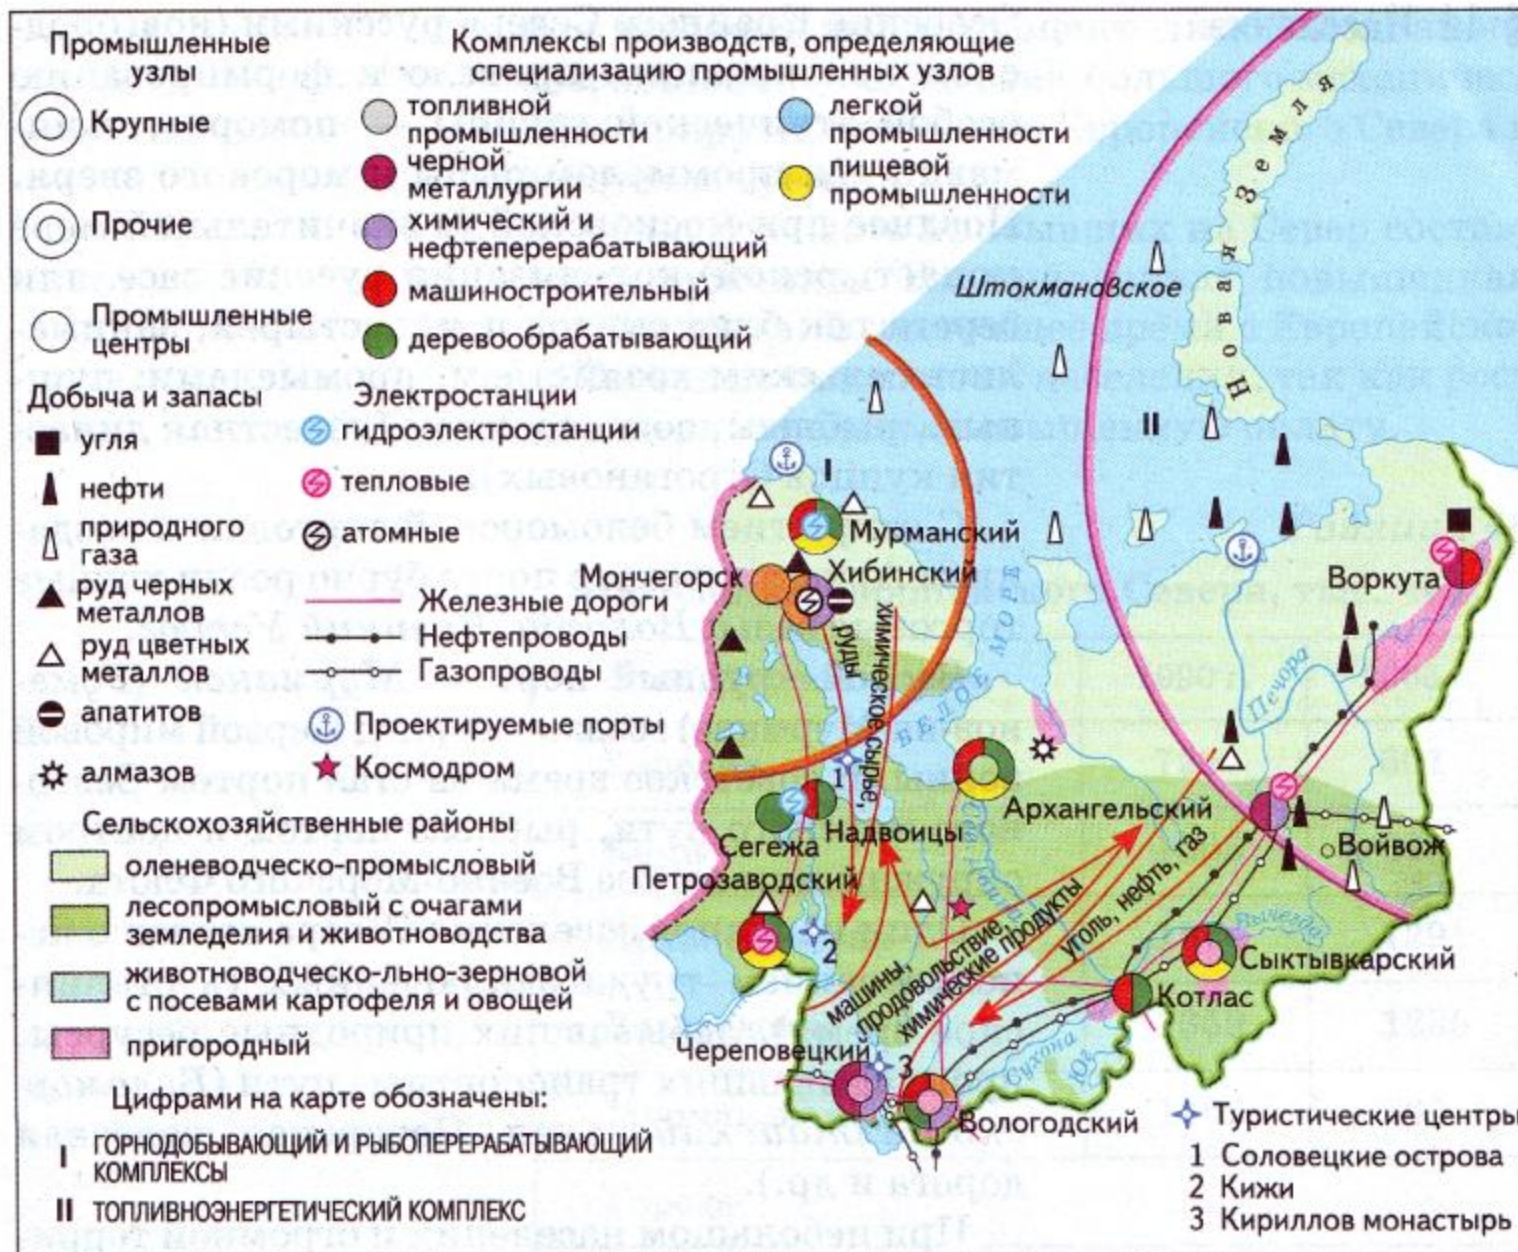 Промышленные
узлы
Крупные
Прочие
Промышленные
центры
Комплексы производств, определяющие
специализацию промышленных узлов
топливной
промышленности
черной
металлургии
химический и
нефтеперерабатывающий
машиностроительный
деревообрабатывающий
легкой
промышленности
пищевой
промышленности
Добыча и запасы
угля
нефти
природного
газа
руд черных
металлов
руд цветных
металлов
апатитов
алмазов
Электростанции
гидроэлектростанции
тепловые
атомные
Железные дороги
Нефтепроводы
Газопроводы
Проектируемые порты
Космодром
Сельскохозяйственные районы
оленеводческо-промысловый
лесопромысловый с очагами
земледелия и животноводства
животноводческо-льно-зерновой
с посевами картофеля и овощей
пригородный
Цифрами на карте обозначены:
I ГОРНОДОБЫВАЮЩИЙ И РЫБОПЕРЕРАБАТЫВАЮЩИЙ
КОМПЛЕКСЫ
II ТОПЛИВНОЭНЕРГЕТИЧЕСКИЙ КОМПЛЕКС
Новая Земля
Штокмановское
II
I
Мурманский
Мончегорск
Хибинский
Воркута
руды
химическое сырье,
БЕЛОЕ МОРЕ
Печора
1
Архангельский
Надвоицы
Сегежа
Войвож
Петрозаводский
2
Вычегда
Сыктывкарский
Котлас
уголь, нефть, газ
машины,
продовольствие,
химические продукты
Череповецкий
3
Сухона
Юг
Вологодский
Туристические центры
1 Соловецкие острова
2 Кижи
3 Кириллов монастырь